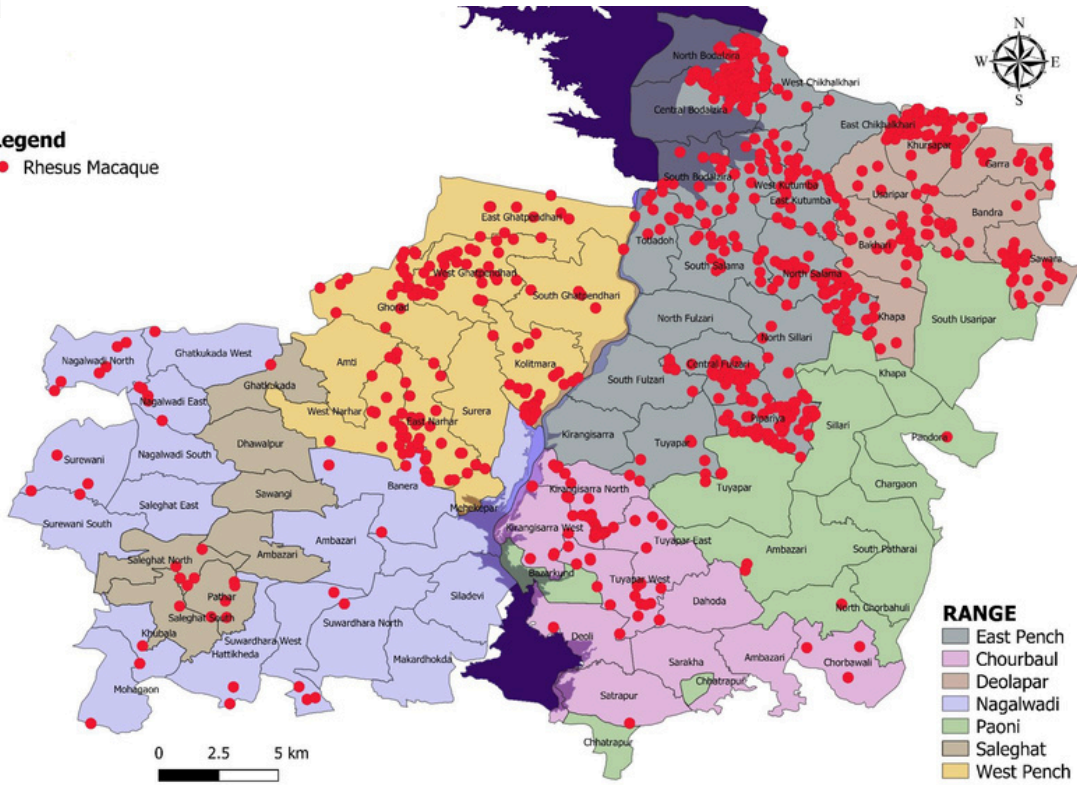 N
W E
S
North Bodalzira
West Chikhalkhari
Central Bodalzira
East Chikhalkhari
Khursapar
Legend
Rhesus Macaque
Garra
South Bodalzira
West Kutumba
Usaripar
East Kutumba
Bandra
East Ghatpendhari
Totladoh
Bakhari
Sawara
South Salama
North Salama
West Ghatpendhari
South Ghatpendhari
Ghorad
Khapa
South Usaripar
North Fulzari
North Sillari
Ghatkukada West
Nagalwadi North
Amti
Kolitmara
Central Fulzari
Khapa
South Fulzari
Ghatkukada
Nagalwadi East
West Narhar
Surera
East Narhar
Pipariya
Sillari
Kirangisarra
Pandora
Dhawalpur
Tuyapar
Nagalwadi South
Surewani
Chargaon
Banera
Tuyapar
Kirangisarra North
Sawangi
Saleghat East
Mehekepar
Surewani South
Kirangisarra West
Ambazari
Tuyapar East
Ambazari
South Patharai
Ambazari
Saleghat North
Bazarkund
Tuyapar West
Pathar
Siladevi
Dahoda
North Chorbahuli
Saleghat South
Suwardhara North
RANGE
Khubala
Suwardhara West
Deoli
East Pench
Hattikheda
Makardhokda
Sarakha
Ambazari
Chorbawali
Chourbaul
Chhatrapur
Deolapar
Mohagaon
Satrapur
Nagalwadi
Paoni
Chhatrapur
Saleghat
0 2.5 5 km
West Pench